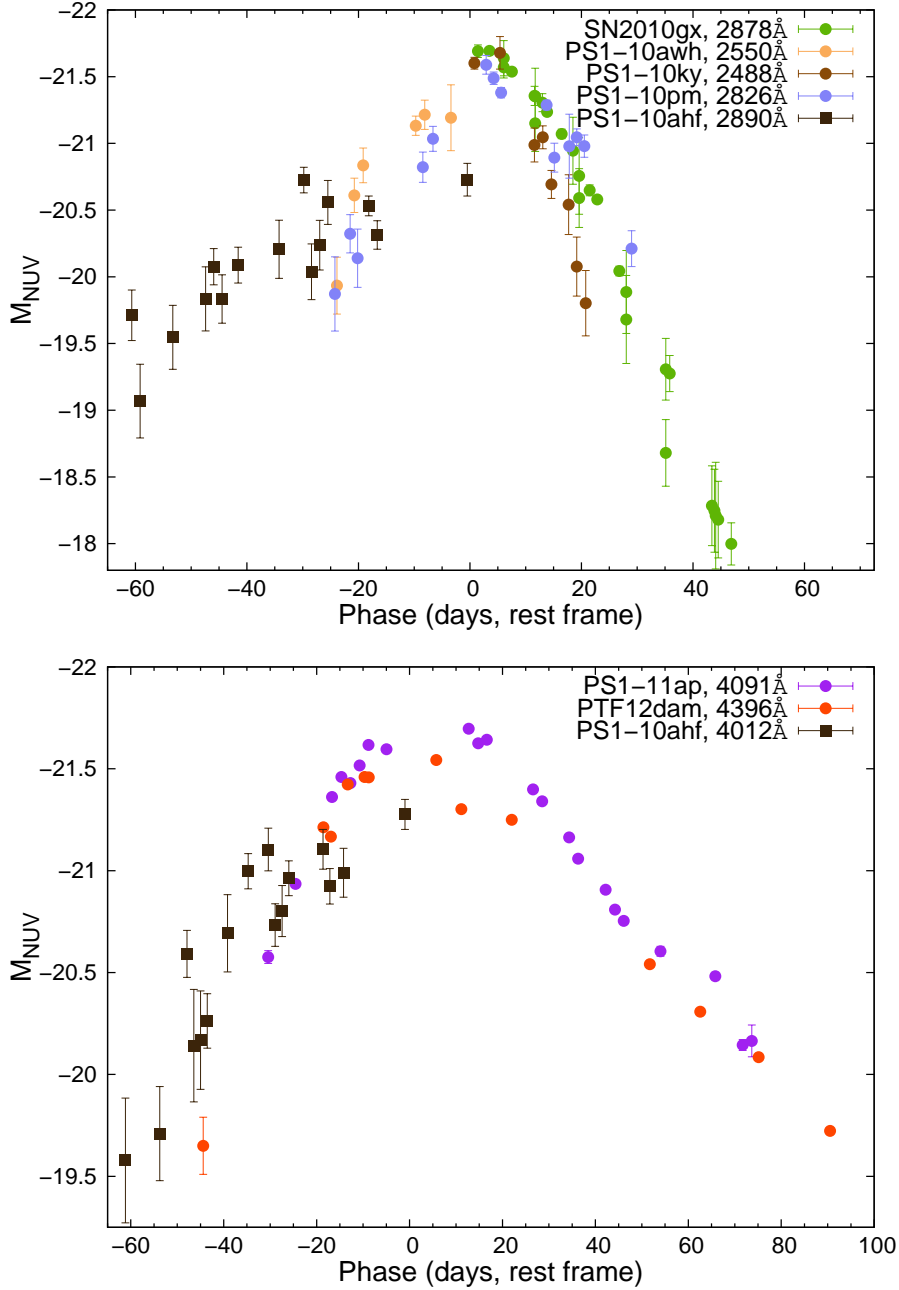 −22
−21.5
−21
−20.5
−20
−19.5
−19
−18.5
−18
M_NUV
SN2010gx, 2878Å
PS1−10awh, 2550Å
PS1−10ky, 2488Å
PS1−10pm, 2826Å
PS1−10ahf, 2890Å
−60 −40 −20 0 20 40 60
Phase (days, rest frame)
−22
−21.5
−21
−20.5
−20
−19.5
M_NUV
PS1−11ap, 4091Å
PTF12dam, 4396Å
PS1−10ahf, 4012Å
−60 −40 −20 0 20 40 60 80 100
Phase (days, rest frame)